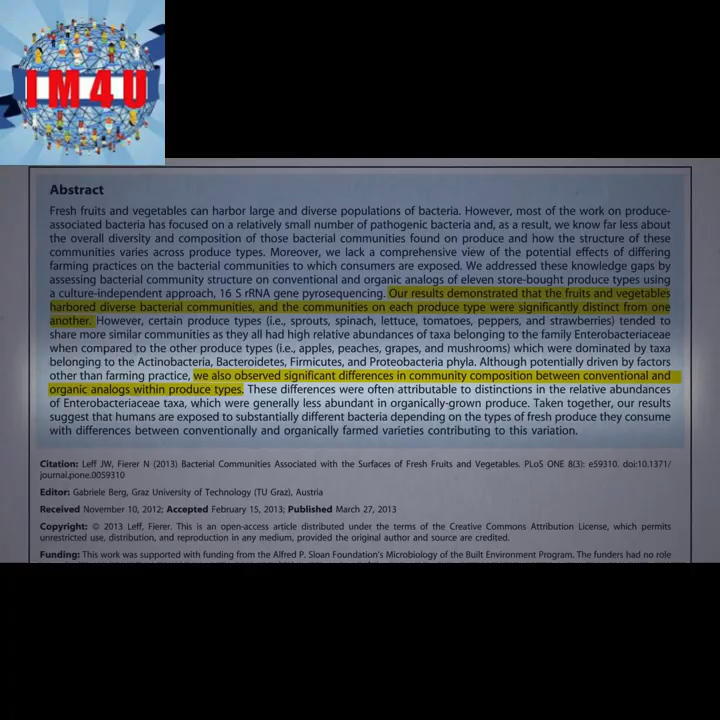 IM4U
Abstract
Fresh fruits and vegetables can harbor large and diverse populations of bacteria. However, most of the work on produce-
associated bacteria has focused on a relatively small number of pathogenic bacteria and, as a result, we know far less about
the overall diversity and composition of those bacterial communities found on produce and how the structure of these
communities varies across produce types. Moreover, we lack a comprehensive view of the potential effects of differing
farming practices on the bacterial communities to which consumers are exposed. We addressed these knowledge gaps by
assessing bacterial community structure on conventional and organic analogs of eleven store-bought produce types using
a culture-independent approach, 16 S rRNA gene pyrosequencing. Our results demonstrated that the fruits and vegetables
harbored diverse bacterial communities, and the communities on each produce type were significantly distinct from one
another. However, certain produce types (i.e., sprouts, spinach, lettuce, tomatoes, peppers, and strawberries) tended to
share more similar communities as they all had high relative abundances of taxa belonging to the family Enterobacteriaceae
when compared to the other produce types (i.e., apples, peaches, grapes, and mushrooms) which were dominated by taxa
belonging to the Actinobacteria, Bacteroidetes, Firmicutes, and Proteobacteria phyla. Although potentially driven by factors
other than farming practice, we also observed significant differences in community composition between conventional and
organic analogs within produce types. These differences were often attributable to distinctions in the relative abundances
of Enterobacteriaceae taxa, which were generally less abundant in organically-grown produce. Taken together, our results
suggest that humans are exposed to substantially different bacteria depending on the types of fresh produce they consume
with differences between conventionally and organically farmed varieties contributing to this variation.
Citation: Leff JW, Fierer N (2013) Bacterial Communities Associated with the Surfaces of Fresh Fruits and Vegetables. PLoS ONE 8(3): e59310. doi:10.1371/
journal.pone.0059310
Editor: Gabriele Berg, Graz University of Technology (TU Graz), Austria
Received November 10, 2012; Accepted February 15, 2013; Published March 27, 2013
Copyright: © 2013 Leff, Fierer. This is an open-access article distributed under the terms of the Creative Commons Attribution License, which permits
unrestricted use, distribution, and reproduction in any medium, provided the original author and source are credited.
Funding: This work was supported with funding from the Alfred P. Sloan Foundation's Microbiology of the Built Environment Program. The funders had no role